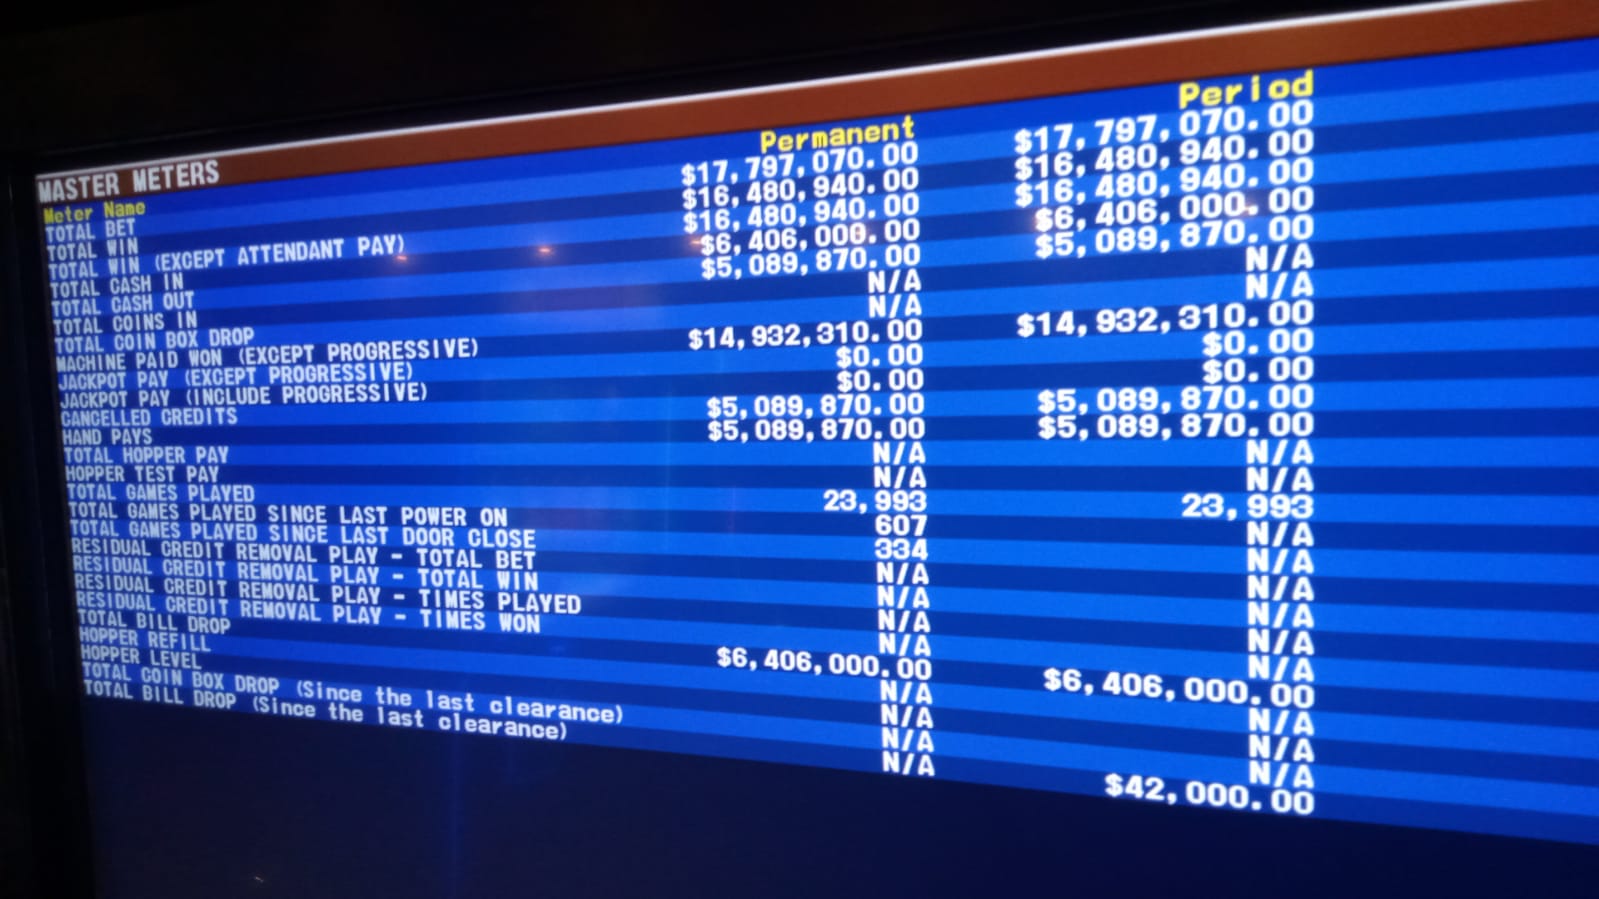 MASTER METERS
Meter Name Permanent Period
TOTAL BET $17,797,070.00 $17,797,070.00
TOTAL WIN $16,480,940.00 $16,480,940.00
TOTAL WIN (EXCEPT ATTENDANT PAY) $16,480,940.00 $16,480,940.00
TOTAL CASH IN $6,406,000.00 $6,406,000.00
TOTAL CASH OUT $5,089,870.00 $5,089,870.00
TOTAL COINS IN N/A N/A
TOTAL COIN BOX DROP N/A N/A
MACHINE PAID WON (EXCEPT PROGRESSIVE) $14,932,310.00 $14,932,310.00
JACKPOT PAY (EXCEPT PROGRESSIVE) $0.00 $0.00
JACKPOT PAY (INCLUDE PROGRESSIVE) $0.00 $0.00
CANCELLED CREDITS $5,089,870.00 $5,089,870.00
HAND PAYS $5,089,870.00 $5,089,870.00
TOTAL HOPPER PAY N/A N/A
HOPPER TEST PAY N/A N/A
TOTAL GAMES PLAYED 23,993 23,993
TOTAL GAMES PLAYED SINCE LAST POWER ON 607 N/A
TOTAL GAMES PLAYED SINCE LAST DOOR CLOSE 334 N/A
RESIDUAL CREDIT REMOVAL PLAY - TOTAL BET N/A N/A
RESIDUAL CREDIT REMOVAL PLAY - TOTAL WIN N/A N/A
RESIDUAL CREDIT REMOVAL PLAY - TIMES PLAYED N/A N/A
RESIDUAL CREDIT REMOVAL PLAY - TIMES WON N/A N/A
TOTAL BILL DROP $6,406,000.00 $6,406,000.00
HOPPER REFILL N/A N/A
HOPPER LEVEL N/A N/A
TOTAL COIN BOX DROP (Since the last clearance) N/A N/A
TOTAL BILL DROP (Since the last clearance) N/A $42,000.00